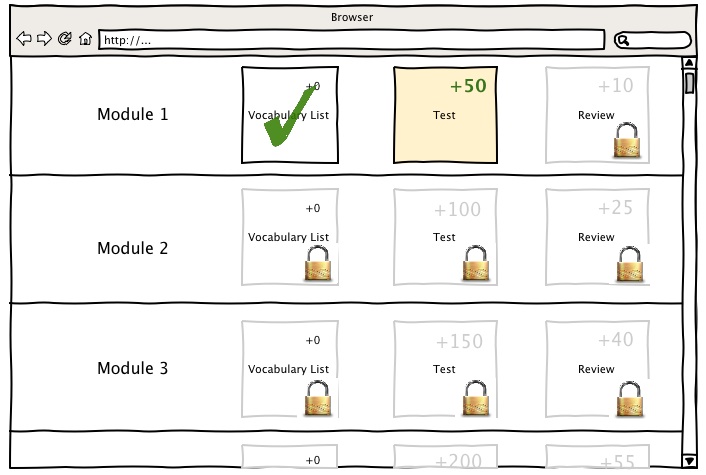 Browser
http://...
+0
+50
+10
Module 1
Vocabulary List
Test
Review
+0
+100
+25
Module 2
Vocabulary List
Test
Review
+0
+150
+40
Module 3
Vocabulary List
Test
Review
+0
+200
+55